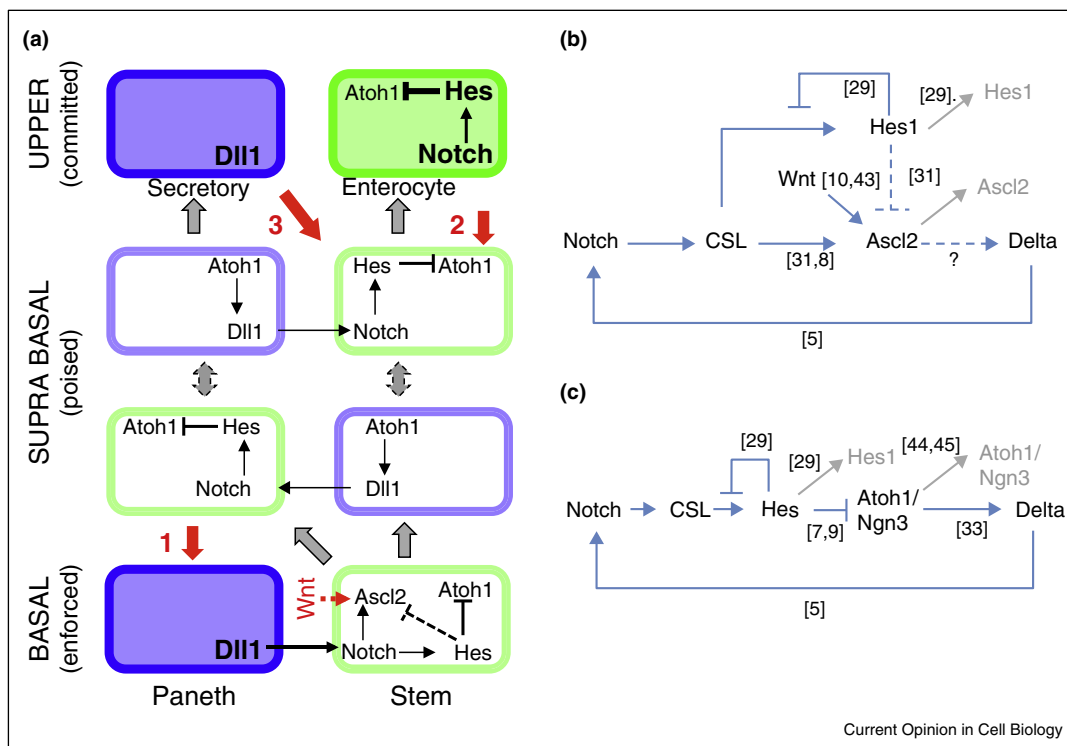 (a)
UPPER
(committed)
Atoh1 Hes
Notch
Dll1
Secretory
Enterocyte
3
2
SUPRA BASAL
(poised)
Atoh1
Dll1
Hes Atoh1
Notch
Atoh1 Hes
Notch
Atoh1
Dll1
1
BASAL
(enforced)
Dll1
Wnt
Ascl2
Atoh1
Notch
Hes
Paneth
Stem
(b)
[29]
[29].
Hes1
Hes1
Wnt [10,43]
[31]
Ascl2
Notch
CSL
[31,8]
Ascl2
?
Delta
[5]
(c)
[29]
[29]
Hes1
[44,45]
Atoh1/
Ngn3
Notch
CSL
Hes
[7,9]
Atoh1/
Ngn3
[33]
Delta
[5]
Current Opinion in Cell Biology